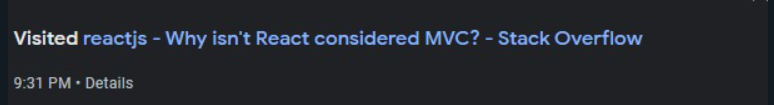 Visited reactjs - Why isn't React considered MVC? - Stack Overflow
9:31 PM • Details